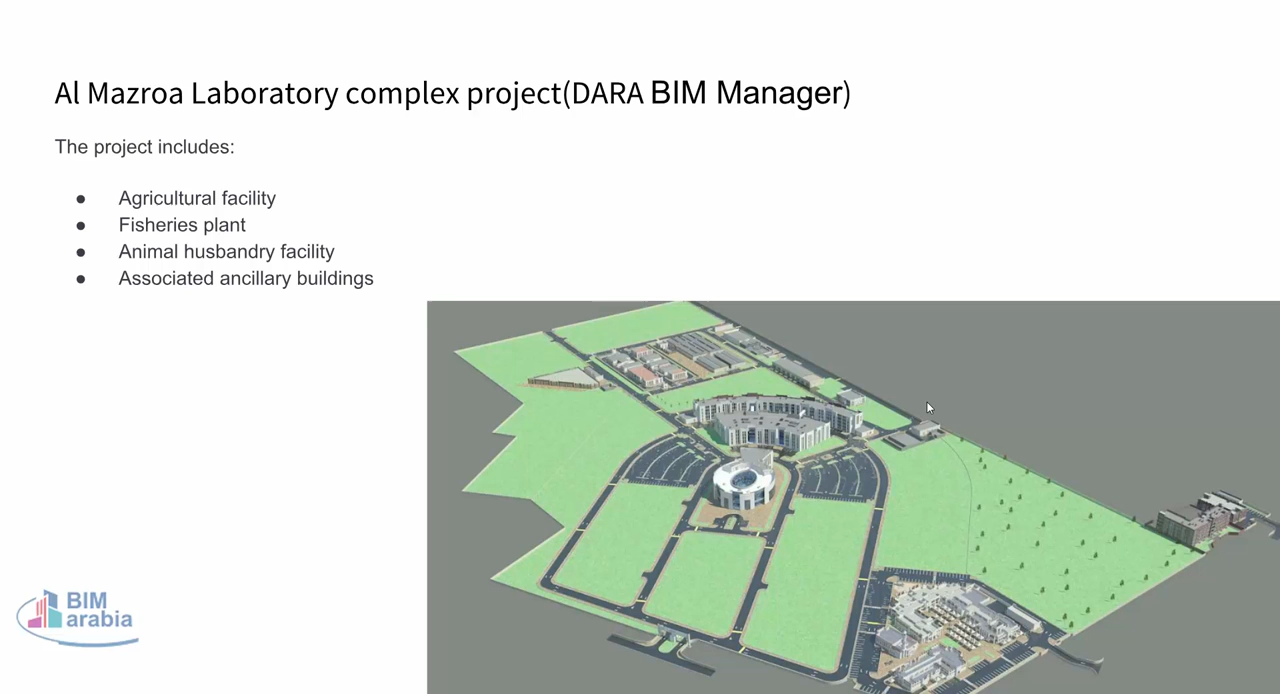 Al Mazroa Laboratory complex project(DARA BIM Manager)
The project includes:
● Agricultural facility
● Fisheries plant
● Animal husbandry facility
● Associated ancillary buildings
BIM
arabia